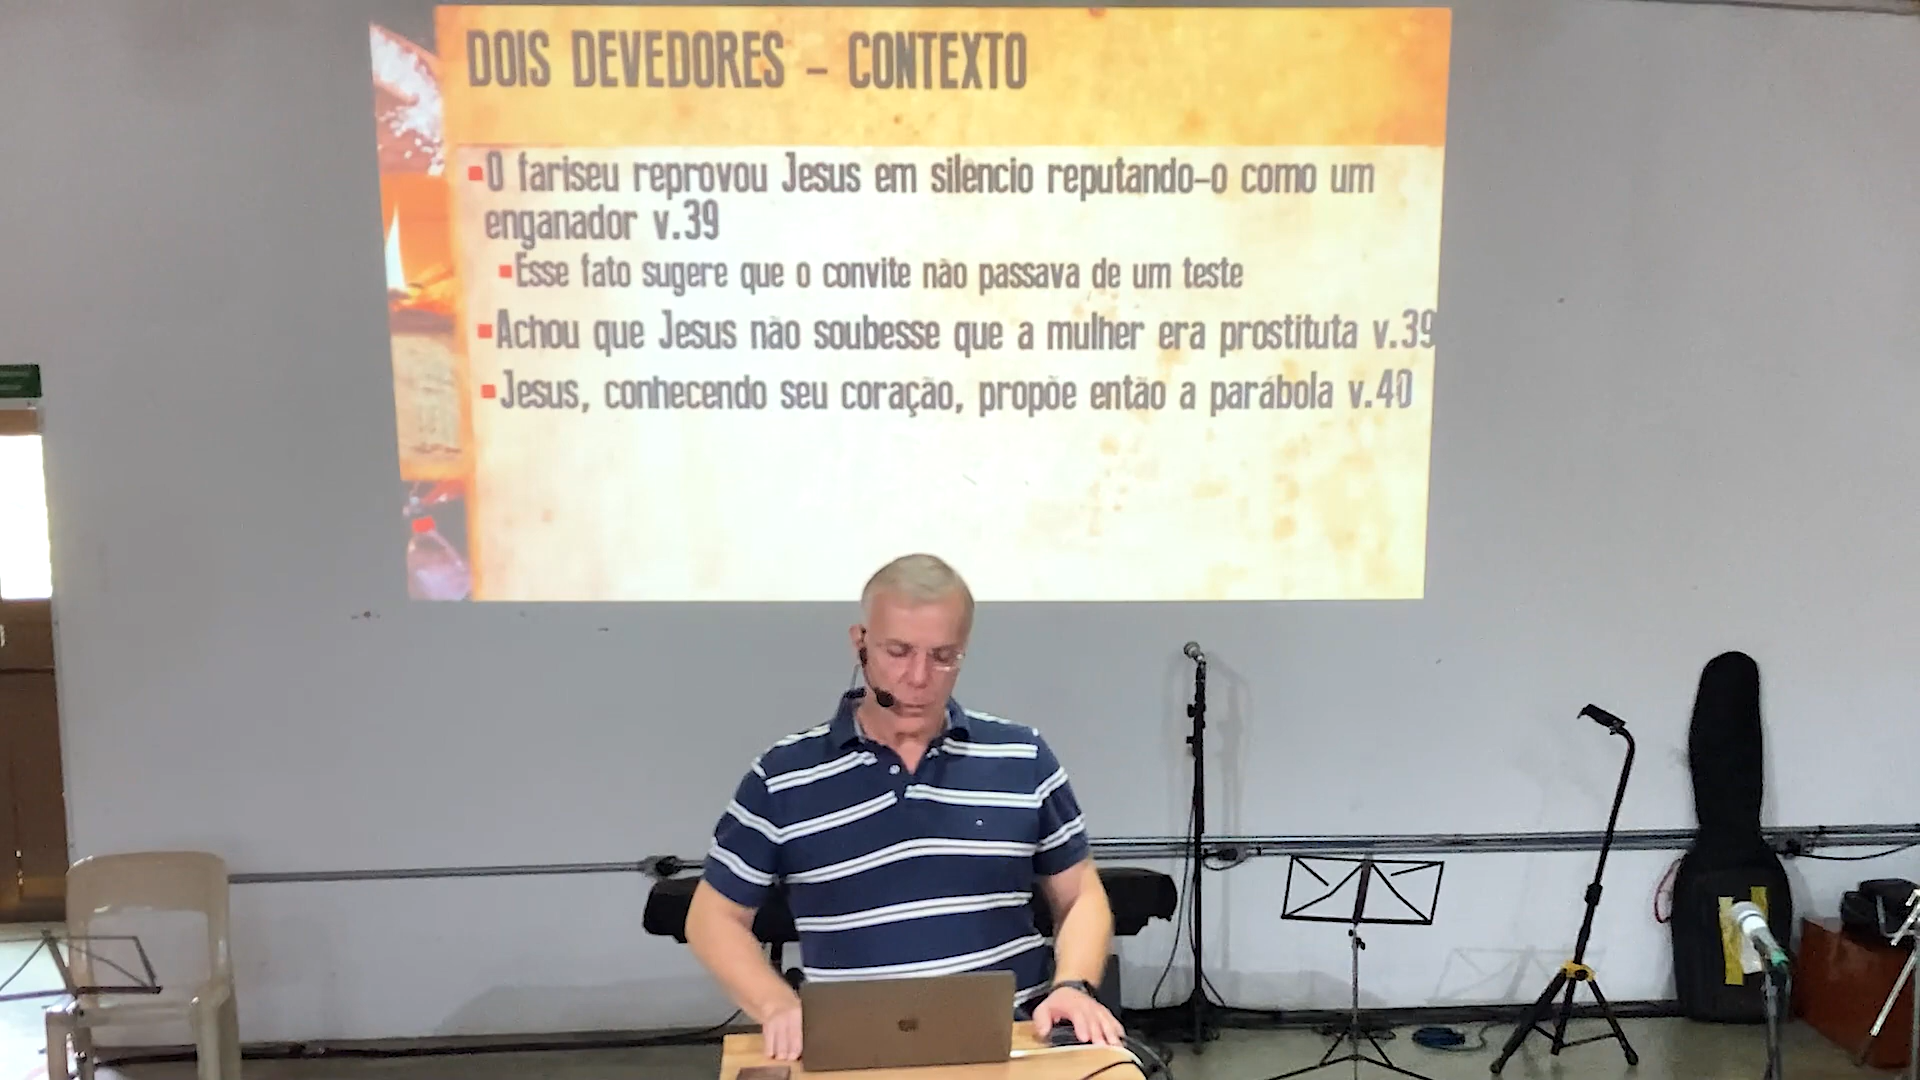 DOIS DEVEDORES - CONTEXTO
▪O fariseu reprovou Jesus em silencio reputando-o como um
enganador v.39
▪Esse fato sugere que o convite não passava de um teste
▪Achou que Jesus não soubesse que a mulher era prostituta v.39
▪Jesus, conhecendo seu coração, propõe então a parábola v.40